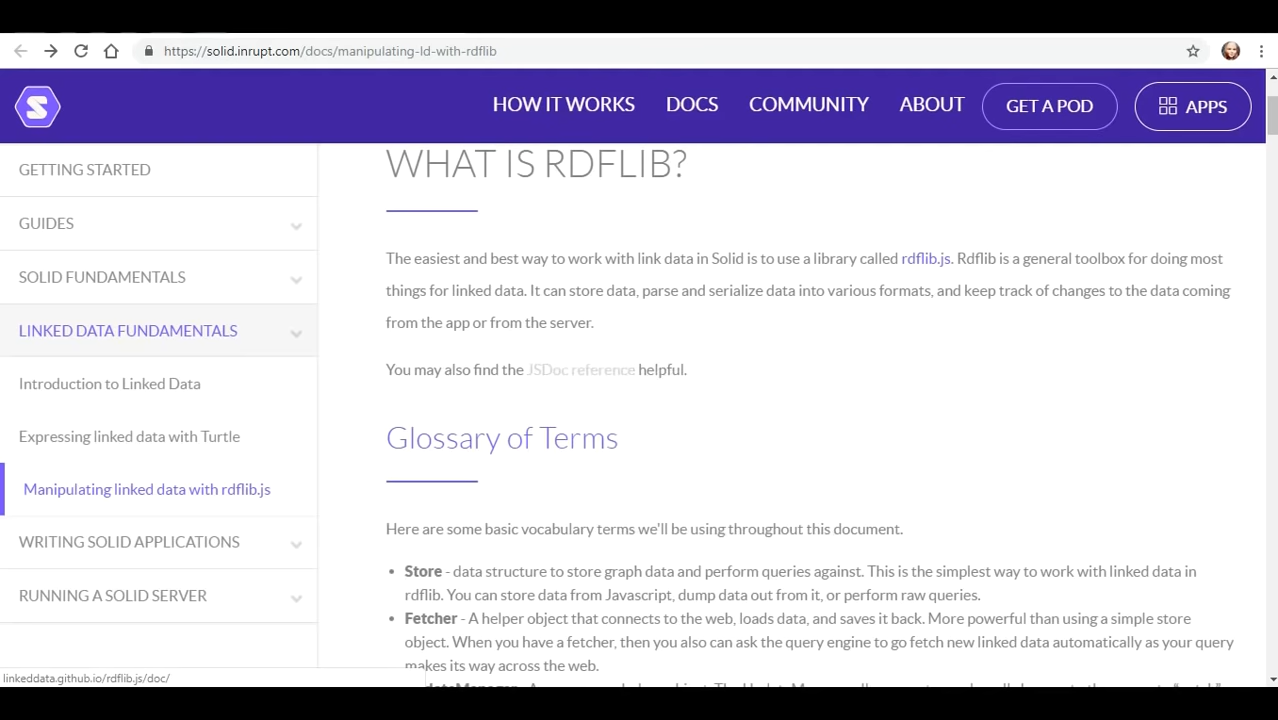 https://solid.inrupt.com/docs/manipulating-ld-with-rdflib
HOW IT WORKS DOCS COMMUNITY ABOUT GET A POD APPS
GETTING STARTED
GUIDES
SOLID FUNDAMENTALS
LINKED DATA FUNDAMENTALS
Introduction to Linked Data
Expressing linked data with Turtle
Manipulating linked data with rdflib.js
WRITING SOLID APPLICATIONS
RUNNING A SOLID SERVER
WHAT IS RDFLIB?
The easiest and best way to work with link data in Solid is to use a library called rdflib.js. Rdflib is a general toolbox for doing most
things for linked data. It can store data, parse and serialize data into various formats, and keep track of changes to the data coming
from the app or from the server.
You may also find the JSDoc reference helpful.
Glossary of Terms
Here are some basic vocabulary terms we'll be using throughout this document.
• Store - data structure to store graph data and perform queries against. This is the simplest way to work with linked data in
rdflib. You can store data from Javascript, dump data out from it, or perform raw queries.
• Fetcher - A helper object that connects to the web, loads data, and saves it back. More powerful than using a simple store
object. When you have a fetcher, then you also can ask the query engine to go fetch new linked data automatically as your query
makes its way across the web.
linkeddata.github.io/rdflib.js/doc/